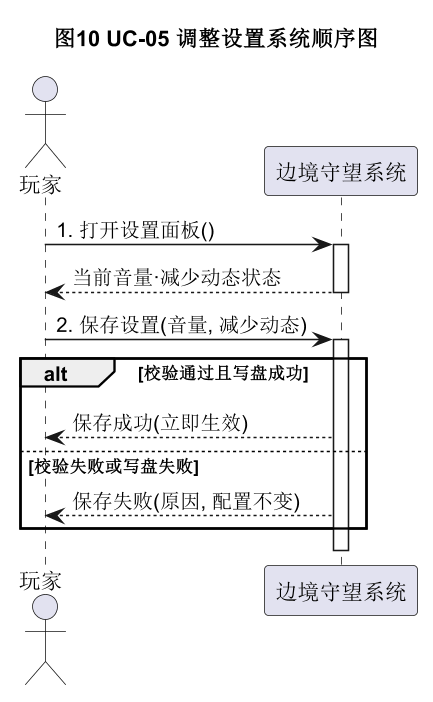 图10 UC-05 调整设置系统顺序图
玩家
边境守望系统
1. 打开设置面板()
当前音量·减少动态状态
2. 保存设置(音量, 减少动态)
alt
[校验通过且写盘成功]
保存成功(立即生效)
[校验失败或写盘失败]
保存失败(原因, 配置不变)
玩家
边境守望系统